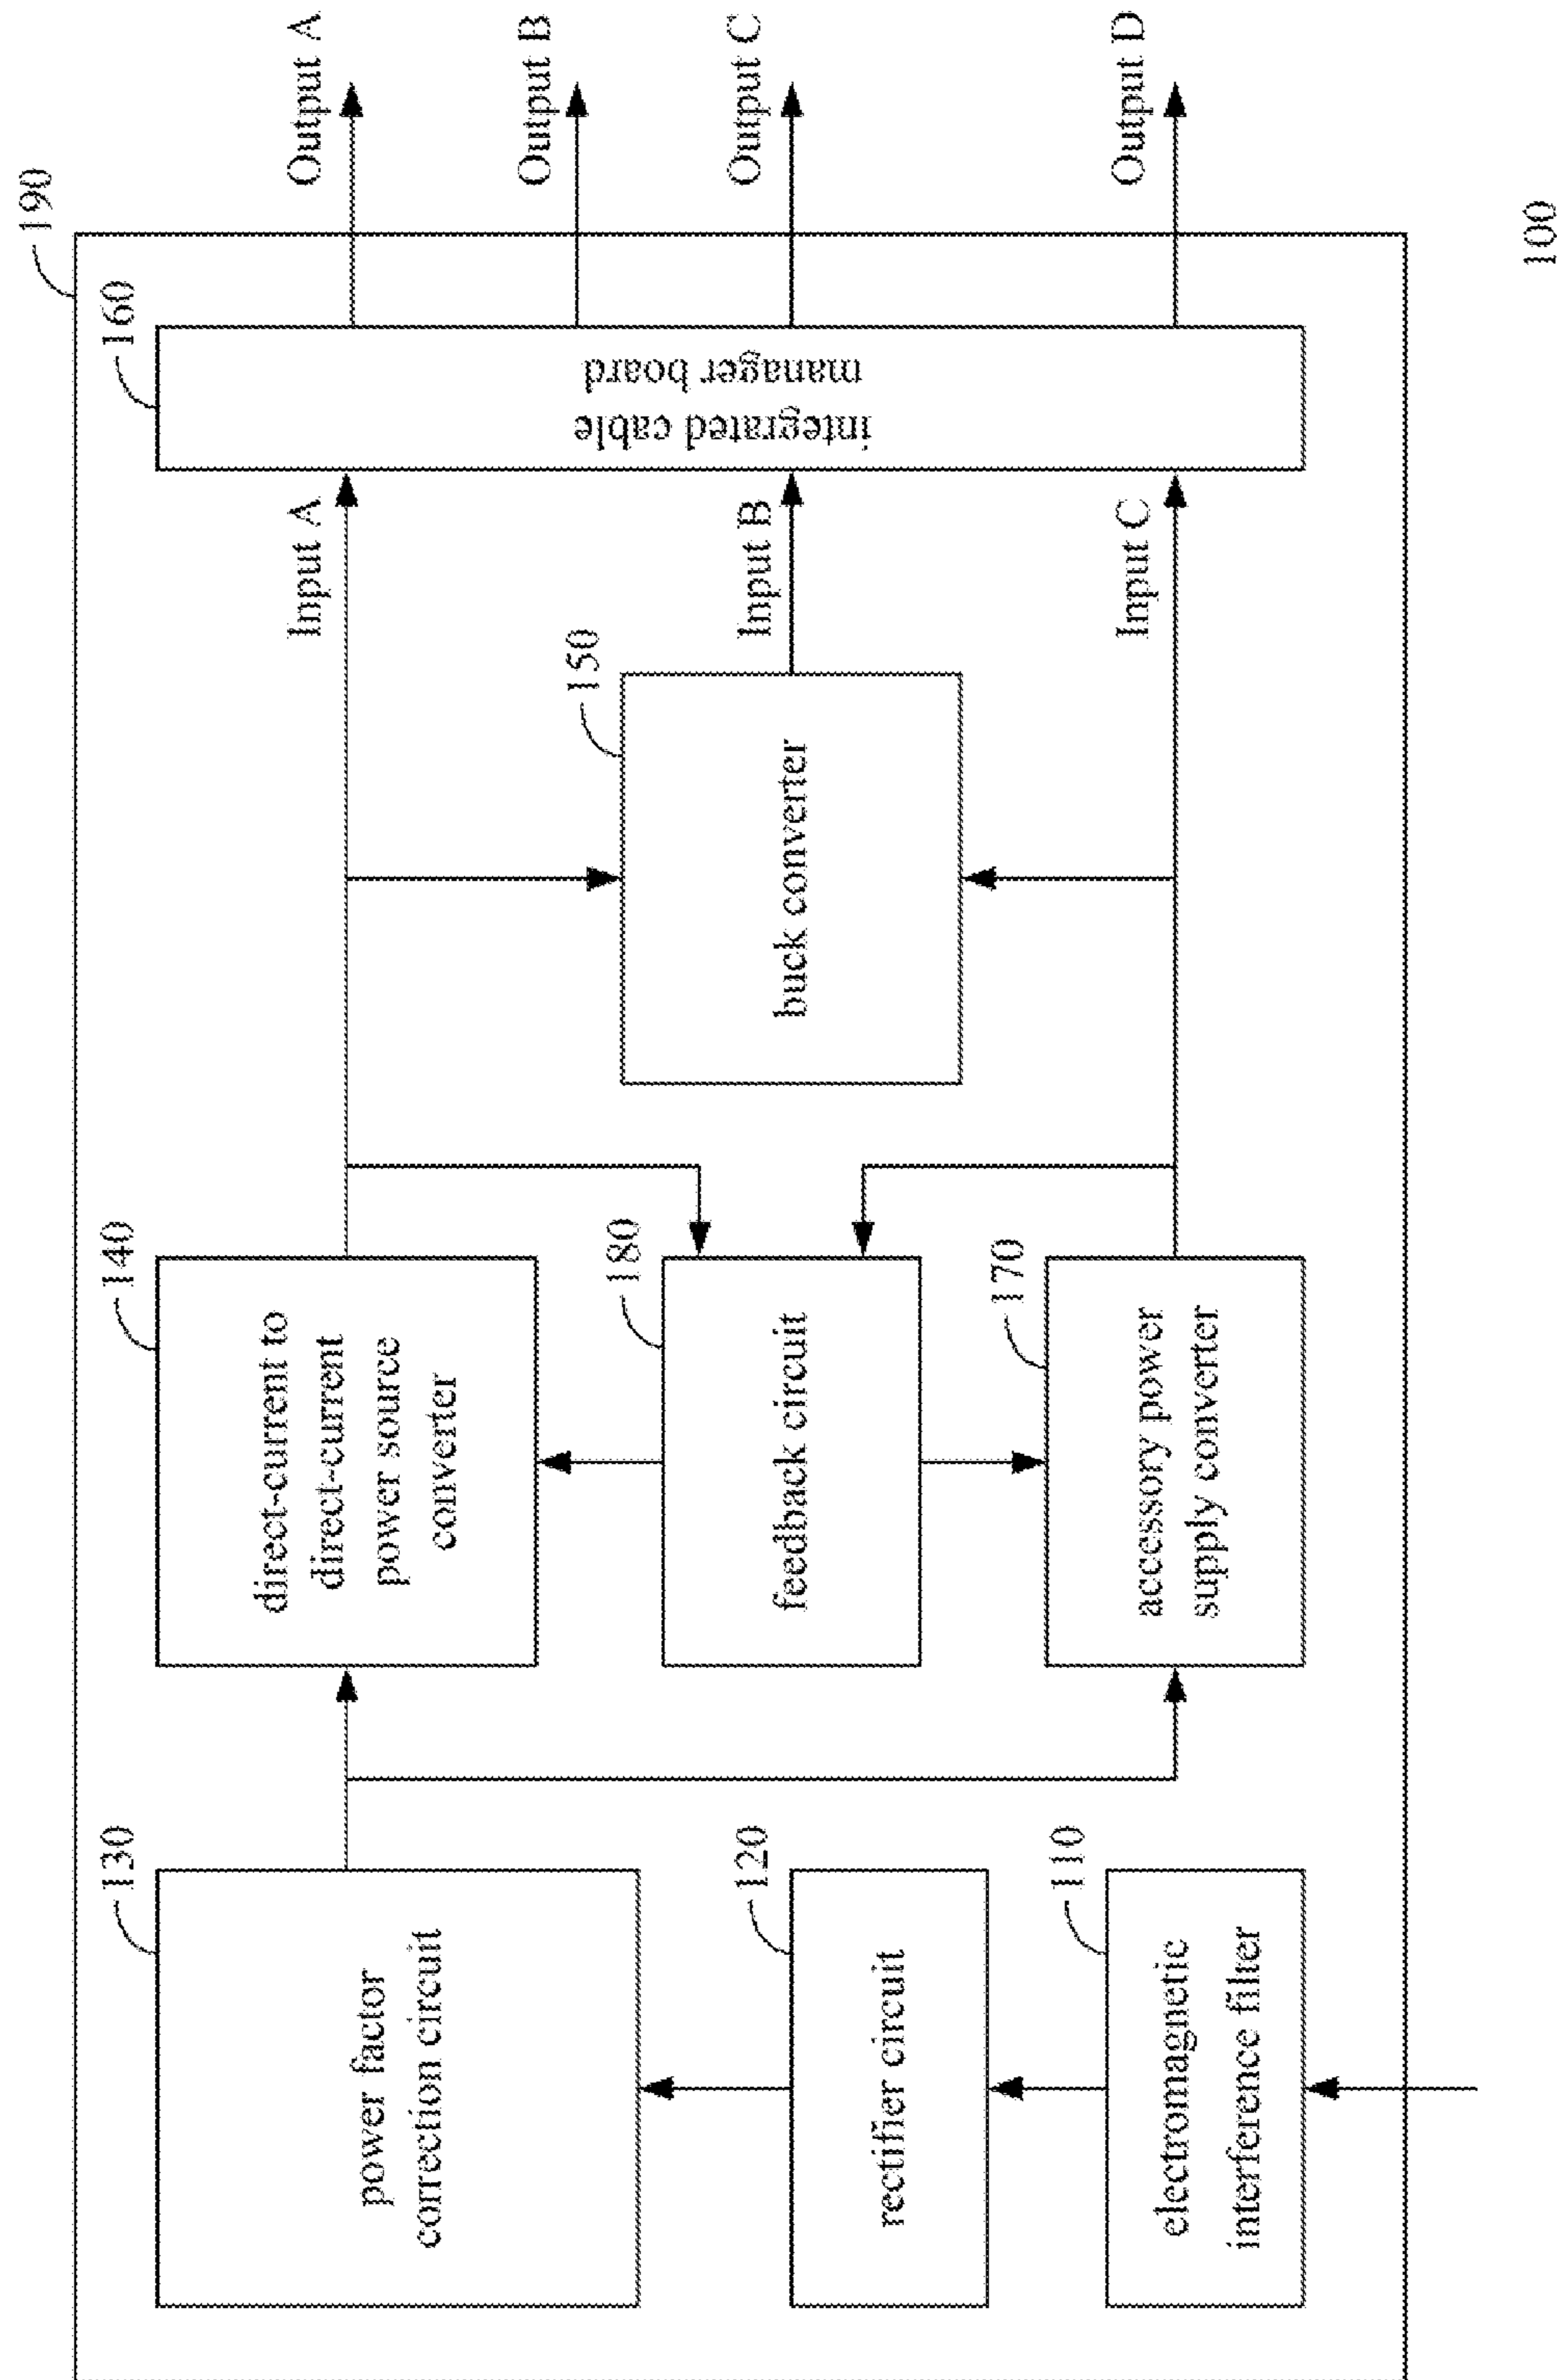 190
130
power factor
correction circuit
120
rectifier circuit
110
electromagnetic
interference filter
140
direct-current to
direct-current
power source
converter
180
feedback circuit
170
accessory power
supply converter
150
buck converter
Input A
Input B
Input C
160
integrated cable
manager board
Output A
Output B
Output C
Output D
100